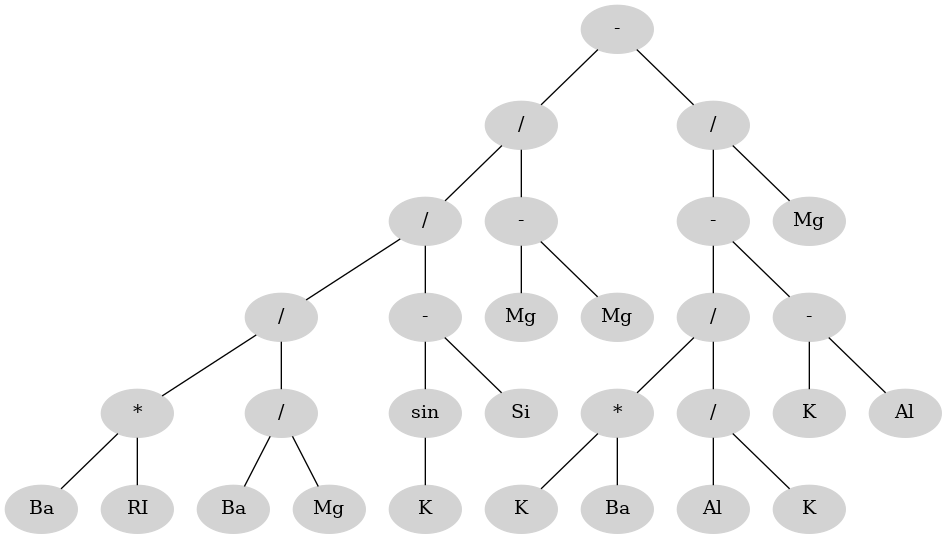 -
/ /
/ - - Mg
/ - Mg Mg / -
* / sin Si * / K Al
Ba RI Ba Mg K K Ba Al K